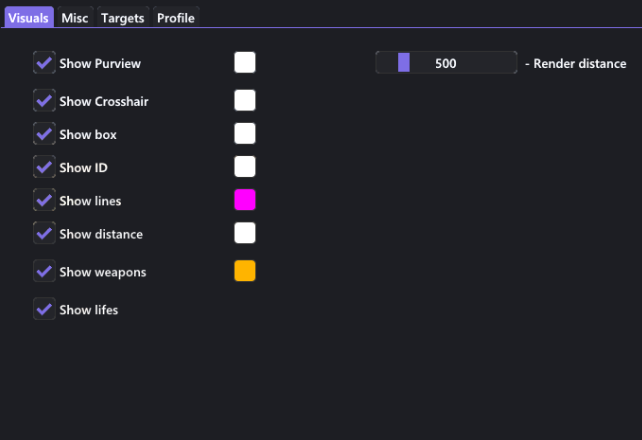 Visuals Misc Targets Profile
Show Purview
500 - Render distance
Show Crosshair
Show box
Show ID
Show lines
Show distance
Show weapons
Show lifes